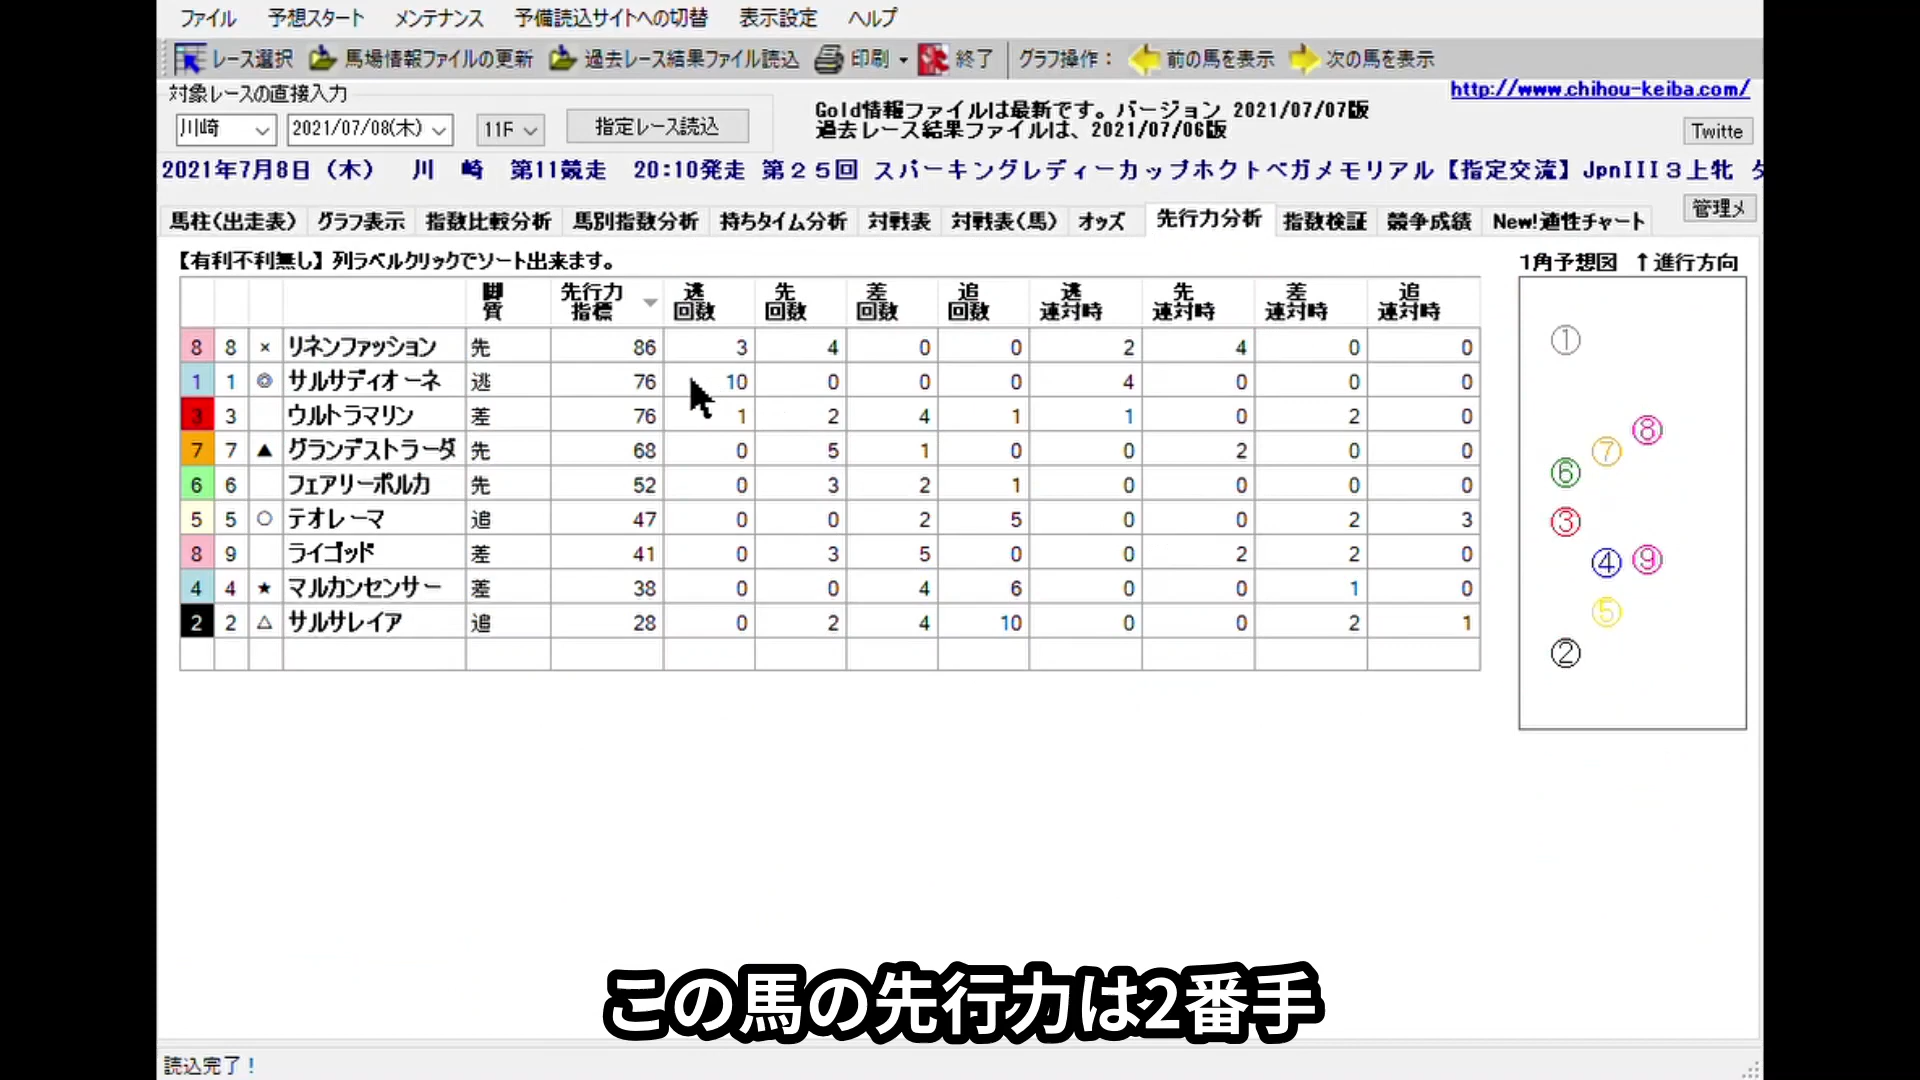 ファイル 予想スタート メンテナンス 予備読込サイトへの切替 表示設定 ヘルプ
レース選択 馬場情報ファイルの更新 過去レース結果ファイル読込 印刷 終了 グラフ操作： 前の馬を表示 次の馬を表示
対象レースの直接入力
http://www.chihou-keiba.com/
川崎 2021/07/08(木) 11R 指定レース読込
Gold情報ファイルは最新です。バージョン 2021/07/07版
過去レース結果ファイルは、2021/07/06版
Twitte
2021年7月8日（木） 川 崎 第11競走 20:10発走 第２５回 スパーキングレディーカップホクトベガメモリアル【指定交流】JpnIII３上牝
管理メ
馬柱(出走表) グラフ表示 指数比較分析 馬別指数分析 持ちタイム分析 対戦表 対戦表(馬) オッズ 先行力分析 指数検証 競争成績 New!適性チャート
【有利不利無し】列ラベルクリックでソート出来ます。
1角予想図 ↑進行方向
脚質 先行力指標 逃回数 先回数 差回数 追回数 逃連対時 先連対時 差連対時 追連対時
8 8 × リネンファッション 先 86 3 4 0 0 2 4 0 0
1 1 ◎ サルサディオーネ 逃 76 10 0 0 0 4 0 0 0
3 3 ウルトラマリン 差 76 1 2 4 1 1 0 2 0
7 7 ▲ グランデストラーダ 先 68 0 5 1 0 0 2 0 0
6 6 フェアリーポルカ 先 52 0 3 2 1 0 0 0 0
5 5 ○ テオレーマ 追 47 0 0 2 5 0 0 2 3
8 9 ライゴッド 差 41 0 3 5 0 0 2 2 0
4 4 ★ マルカンセンサー 差 38 0 0 4 6 0 0 1 0
2 2 △ サルサレイア 追 28 0 2 4 10 0 0 2 1
①
⑧
⑦
⑥
③
④ ⑨
⑤
②
この馬の先行力は2番手
読込完了！